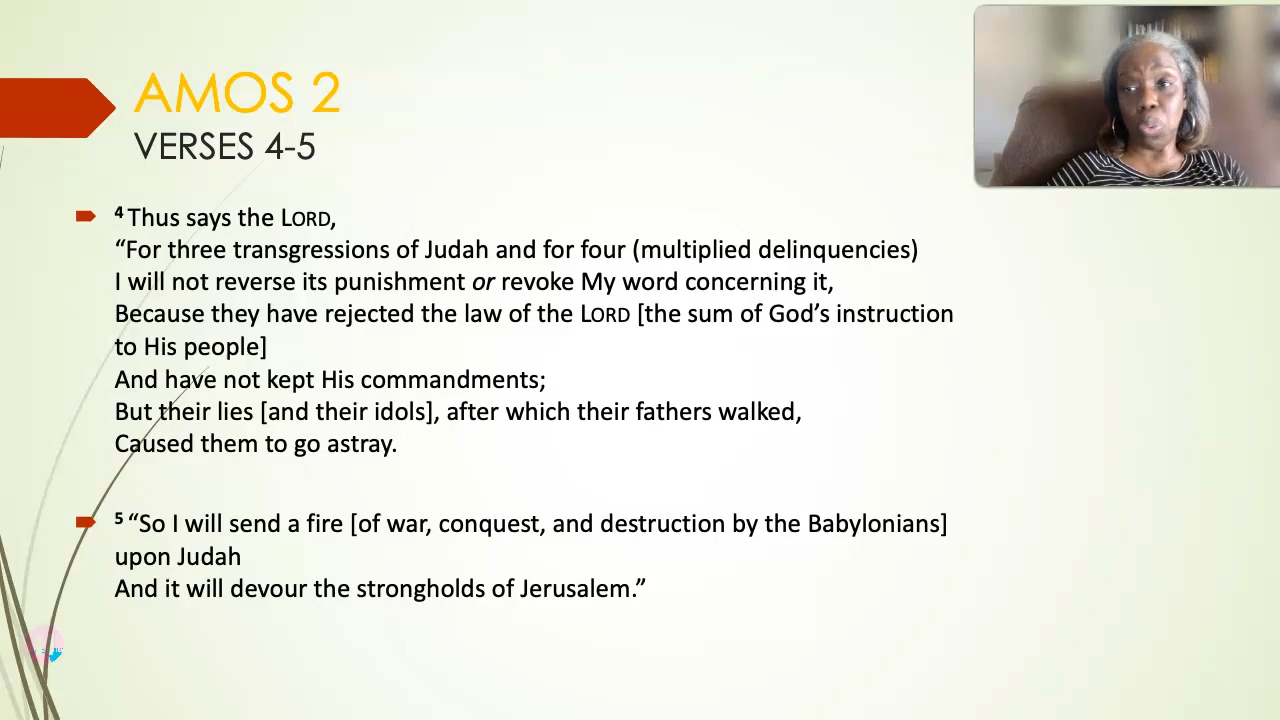 AMOS 2
VERSES 4-5
4 Thus says the LORD,
“For three transgressions of Judah and for four (multiplied delinquencies)
I will not reverse its punishment or revoke My word concerning it,
Because they have rejected the law of the LORD [the sum of God’s instruction
to His people]
And have not kept His commandments;
But their lies [and their idols], after which their fathers walked,
Caused them to go astray.
5 “So I will send a fire [of war, conquest, and destruction by the Babylonians]
upon Judah
And it will devour the strongholds of Jerusalem.”